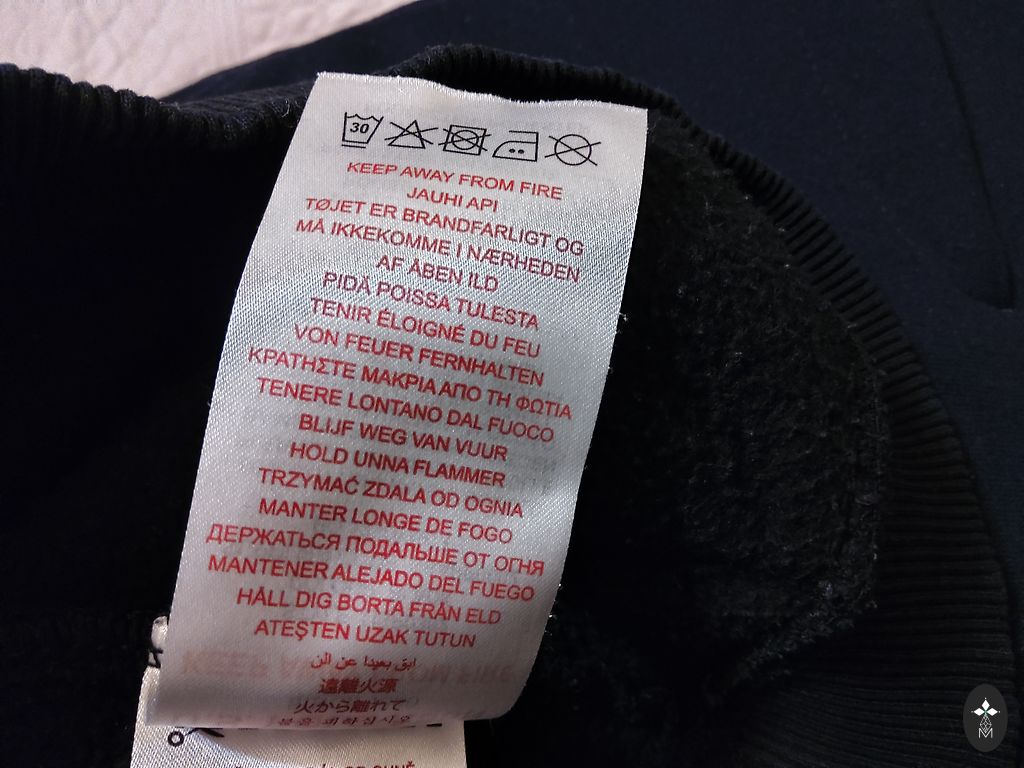 30
KEEP AWAY FROM FIRE
JAUHI API
TØJET ER BRANDFARLIGT OG
MÅ IKKEKOMME I NÆRHEDEN
AF ÅBEN ILD
PIDÄ POISSA TULESTA
TENIR ÉLOIGNÉ DU FEU
VON FEUER FERNHALTEN
ΚΡΑΤΗΣΤΕ ΜΑΚΡΙΑ ΑΠΟ ΤΗ ΦΩΤΙΑ
TENERE LONTANO DAL FUOCO
BLIJF WEG VAN VUUR
HOLD UNNA FLAMMER
TRZYMAĆ ZDALA OD OGNIA
MANTER LONGE DE FOGO
ДЕРЖАТЬСЯ ПОДАЛЬШЕ ОТ ОГНЯ
MANTENER ALEJADO DEL FUEGO
HÅLL DIG BORTA FRÅN ELD
ATEŞTEN UZAK TUTUN
ابق بعيدا عن
遠離火源
火から離れて
M